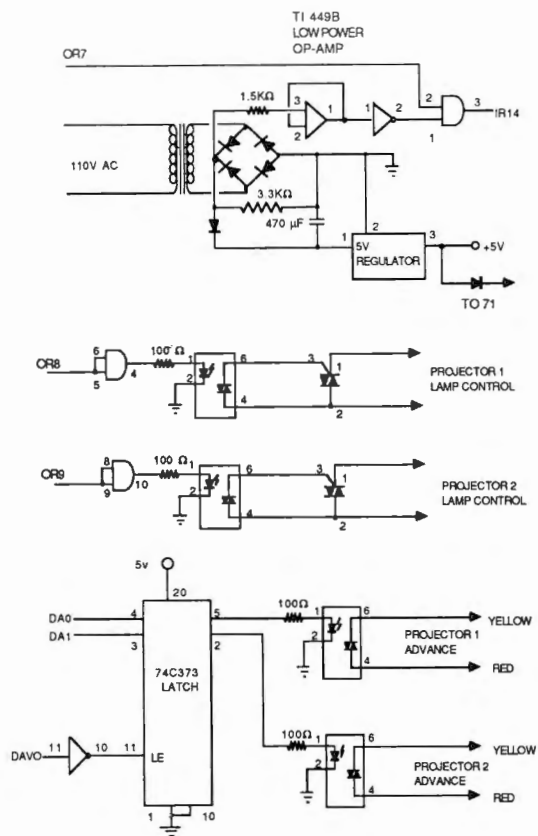 TI 449B
LOW POWER
OP-AMP
OR7
1.5KΩ
3
2
1
1
2
2
3
IR14
1
110V AC
3.3KΩ
470 µF
2
1
5V
REGULATOR
3
+5V
TO 71
OR8
6
5
4
100 Ω
1
2
6
4
3
1
2
PROJECTOR 1
LAMP CONTROL
OR9
8
9
10
100 Ω
1
2
6
4
3
1
2
PROJECTOR 2
LAMP CONTROL
5v
20
DA0
4
5
DA1
3
2
74C373
LATCH
DAVO
11
10
11
LE
1
10
100Ω
1
2
6
4
YELLOW
PROJECTOR 1
ADVANCE
RED
100Ω
1
2
6
4
YELLOW
PROJECTOR 2
ADVANCE
RED